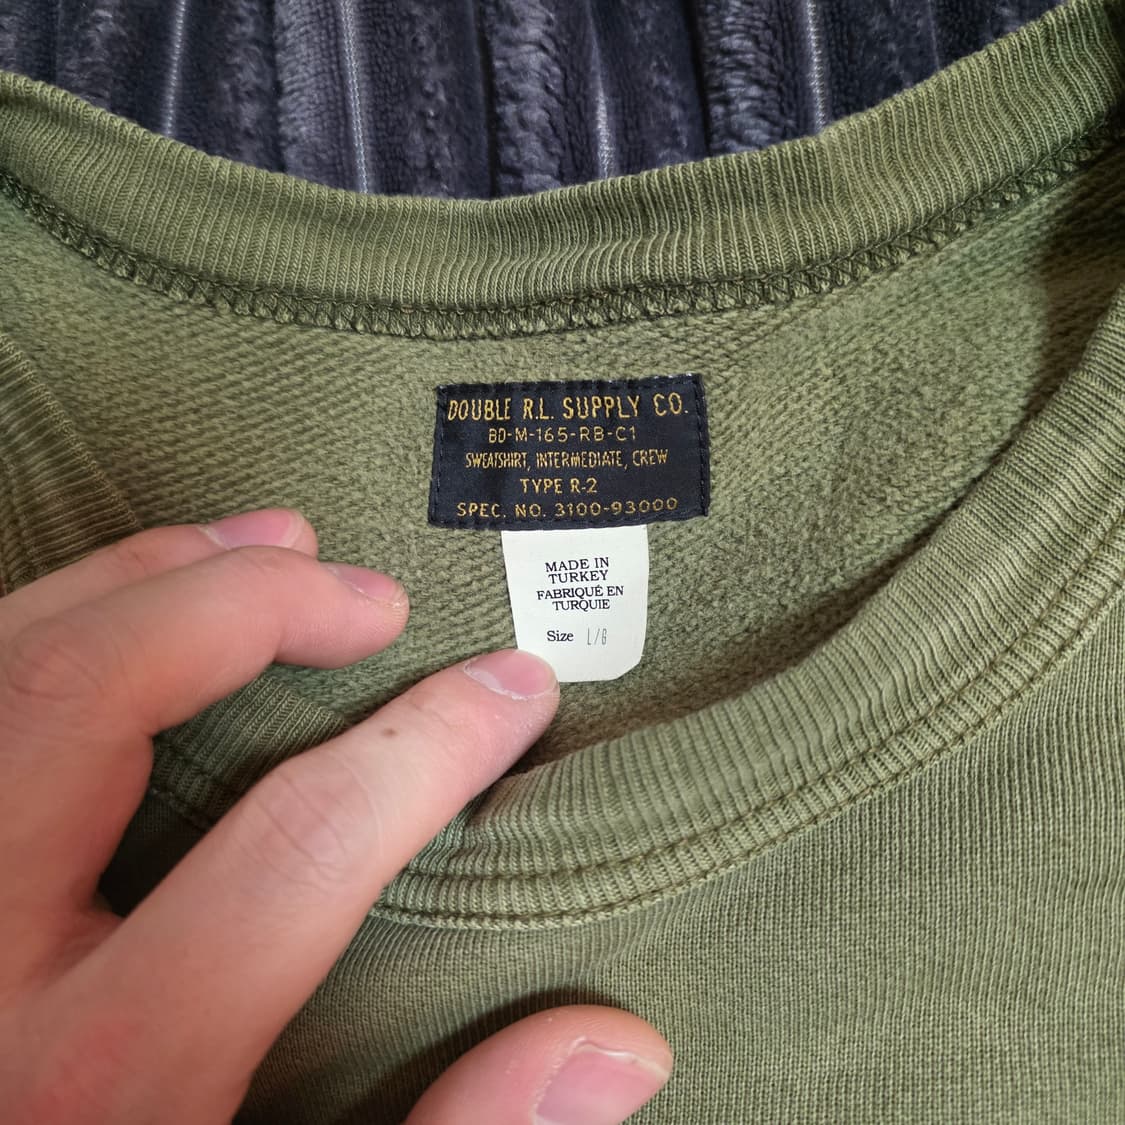 DOUBLE R.L. SUPPLY CO.
BD-M-165-RB-C1
SWEATSHIRT, INTERMEDIATE, CREW
TYPE R-2
SPEC. NO. 3100-93000
MADE IN
TURKEY
FABRIQUÉ EN
TURQUIE
Size L/G